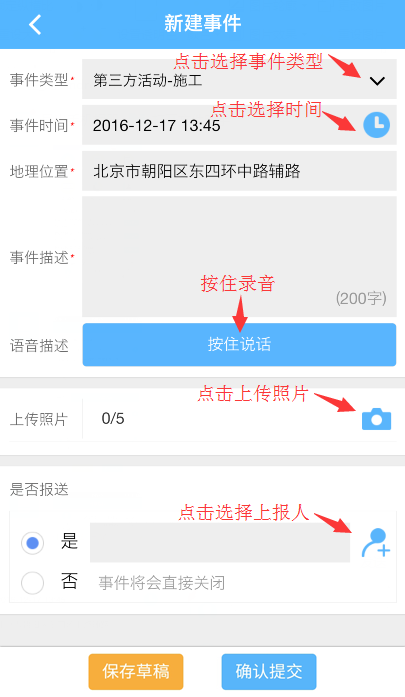 新建事件
点击选择事件类型
事件类型* 第三方活动-施工
点击选择时间
事件时间* 2016-12-17 13:45
地理位置* 北京市朝阳区东四环中路辅路
事件描述*
按住录音
(200字)
语音描述 按住说话
点击上传照片
上传照片 0/5
是否报送
点击选择上报人
是
否 事件将会直接关闭
保存草稿 确认提交